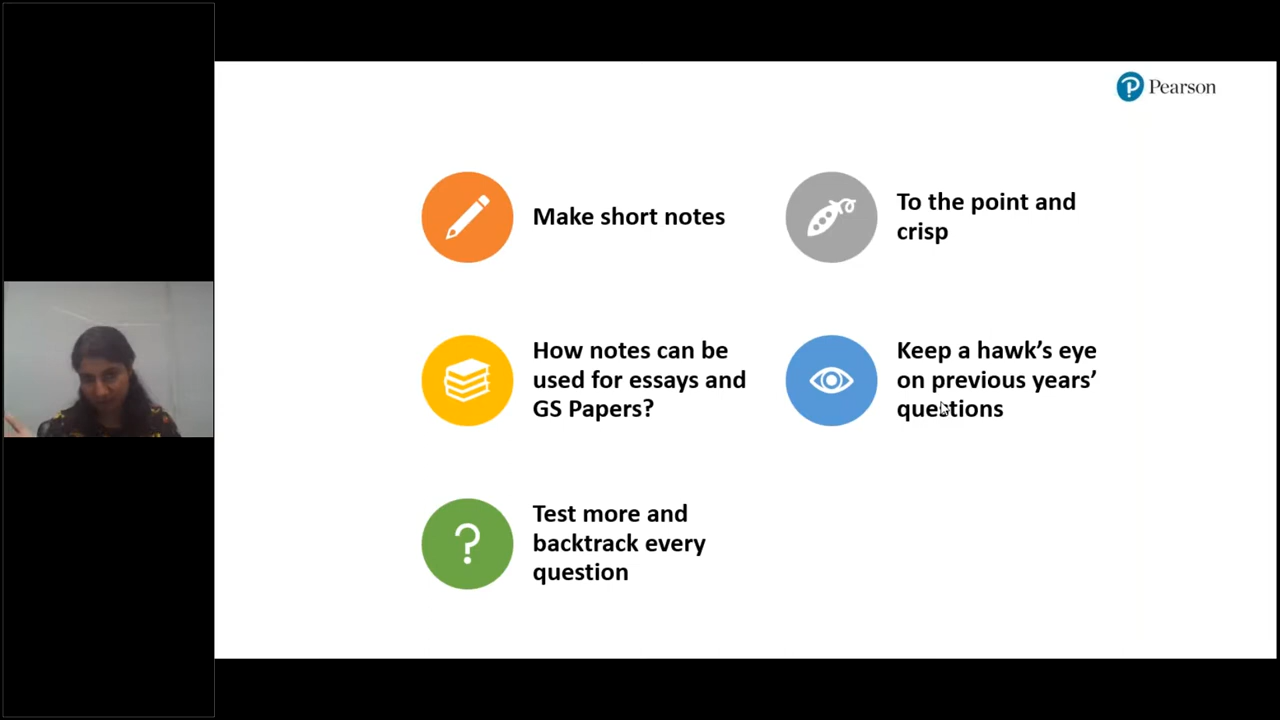 Pearson
Make short notes
To the point and
crisp
How notes can be
used for essays and
GS Papers?
Keep a hawk’s eye
on previous years’
questions
Test more and
backtrack every
question